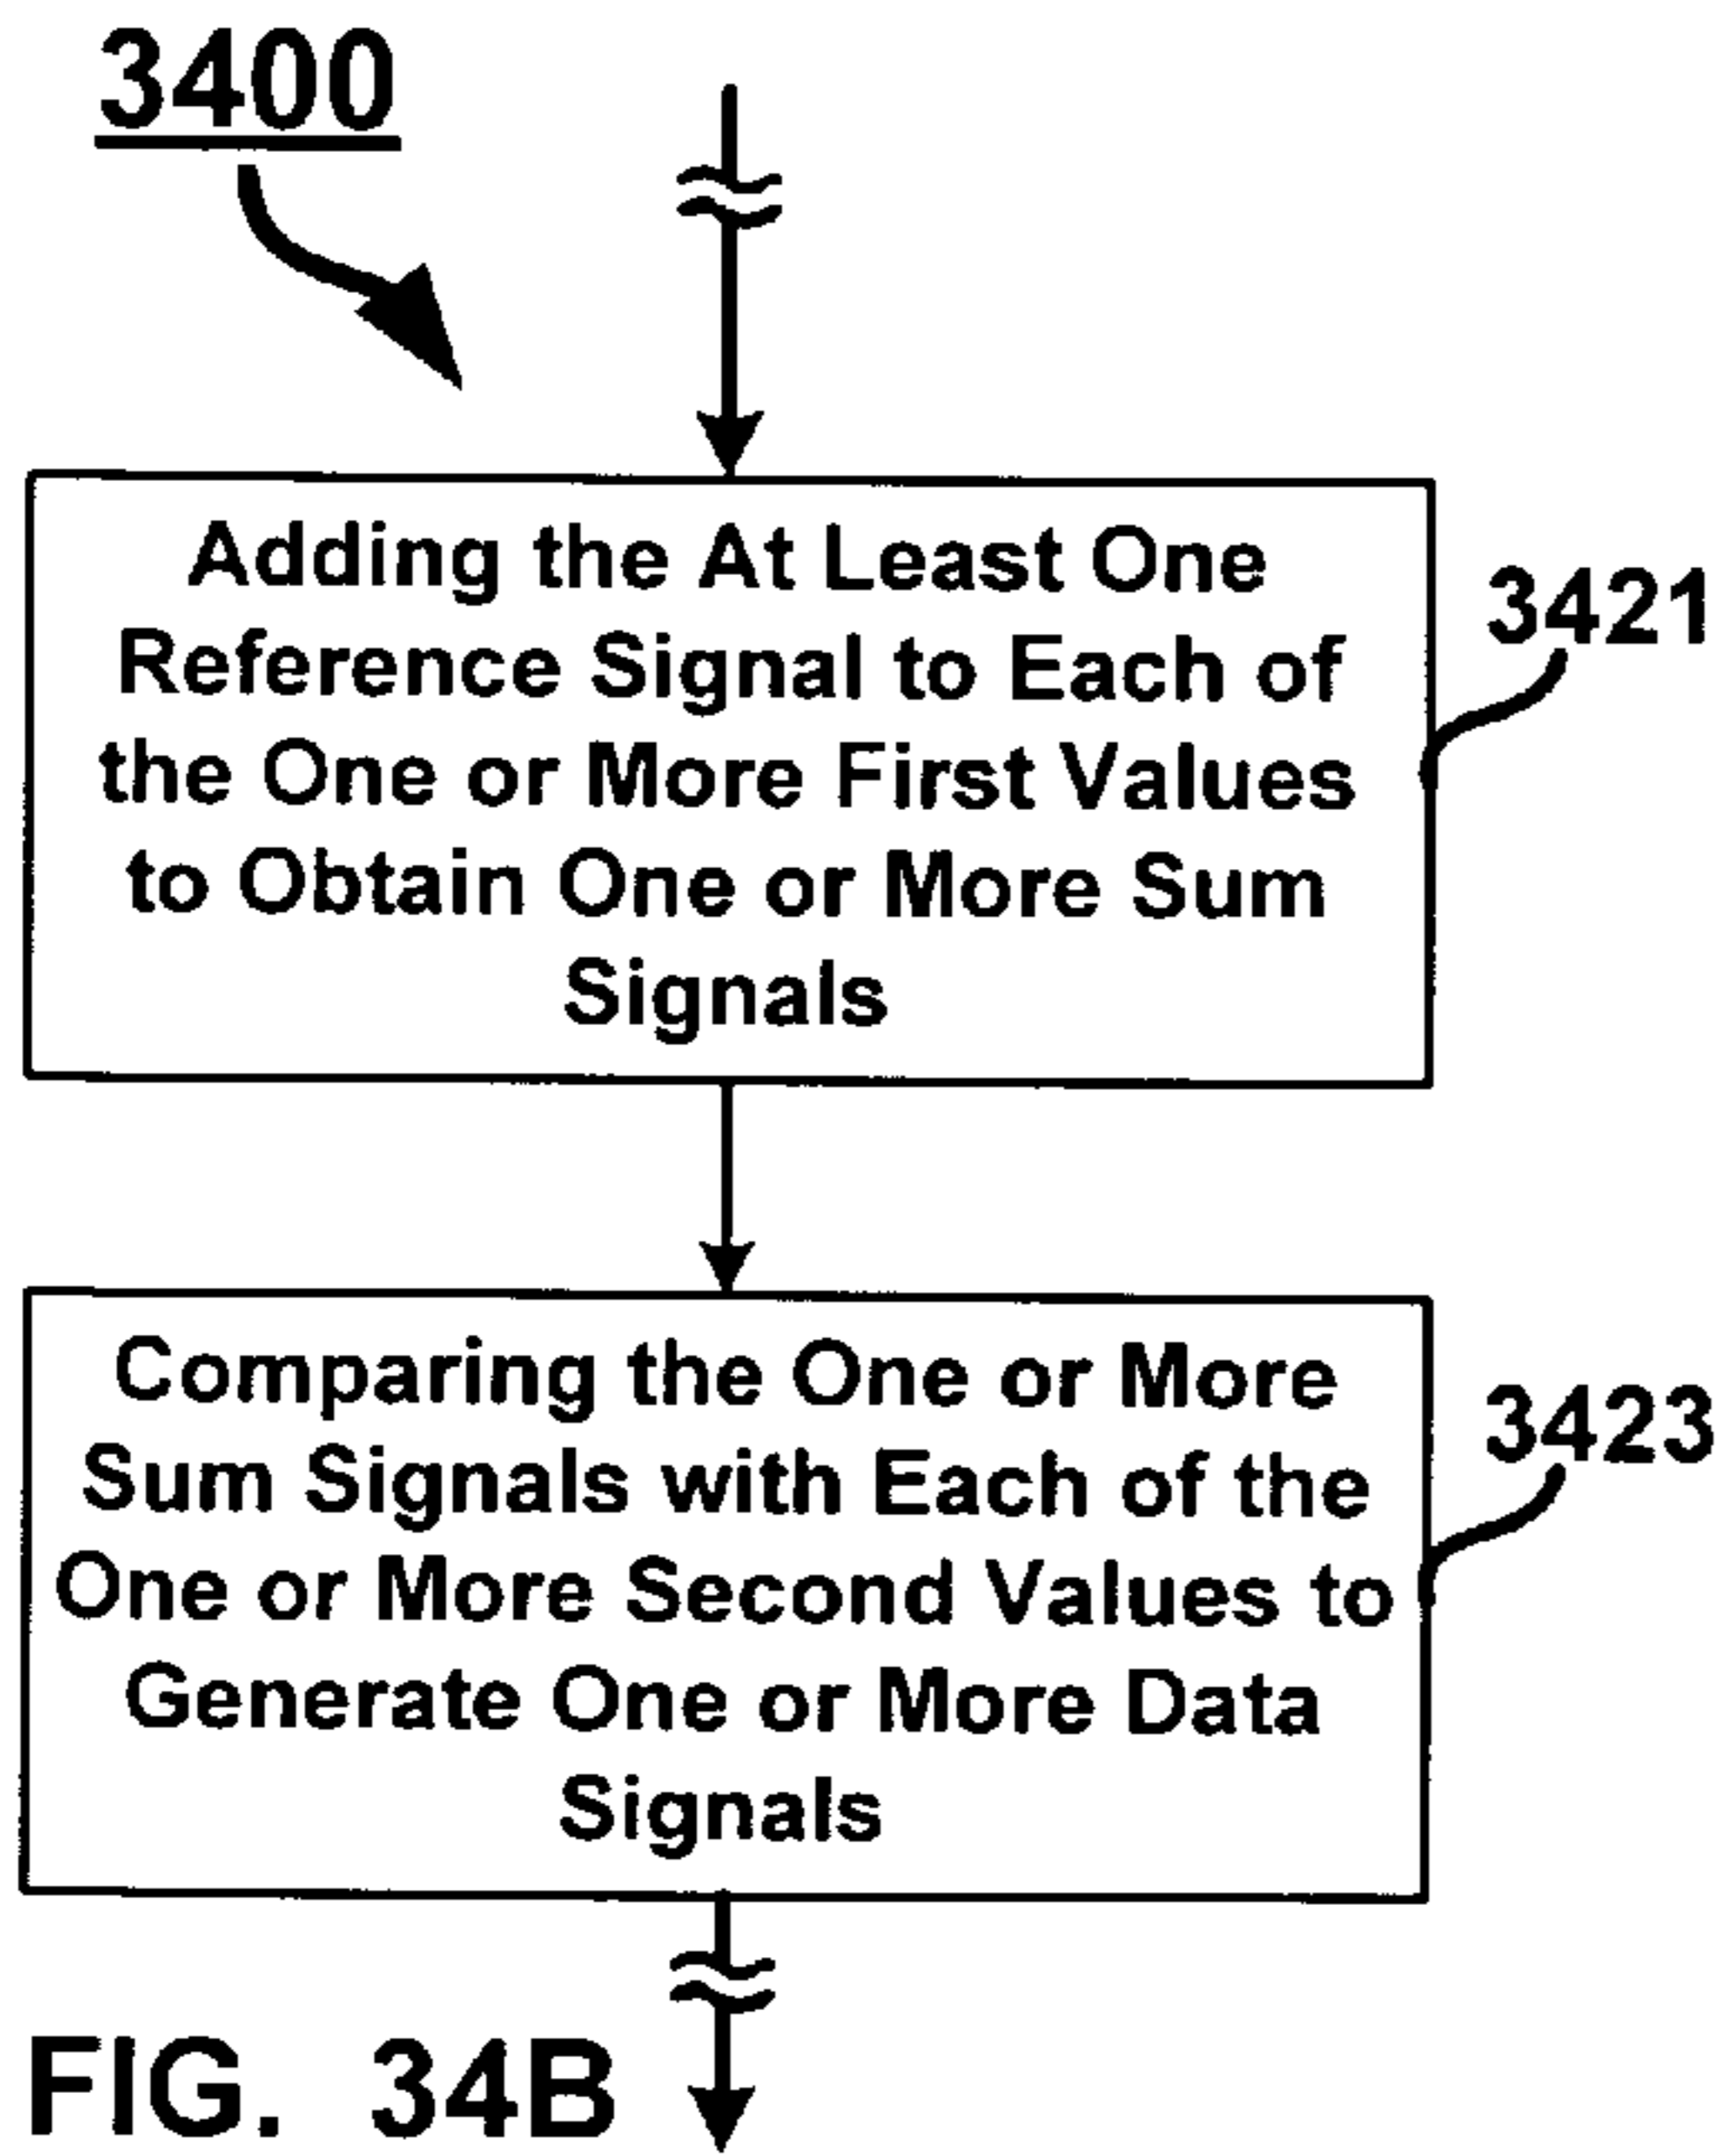 3400
Adding the At Least One
Reference Signal to Each of
the One or More First Values
to Obtain One or More Sum
Signals
3421
Comparing the One or More
Sum Signals with Each of the
One or More Second Values to
Generate One or More Data
Signals
3423
FIG. 34B